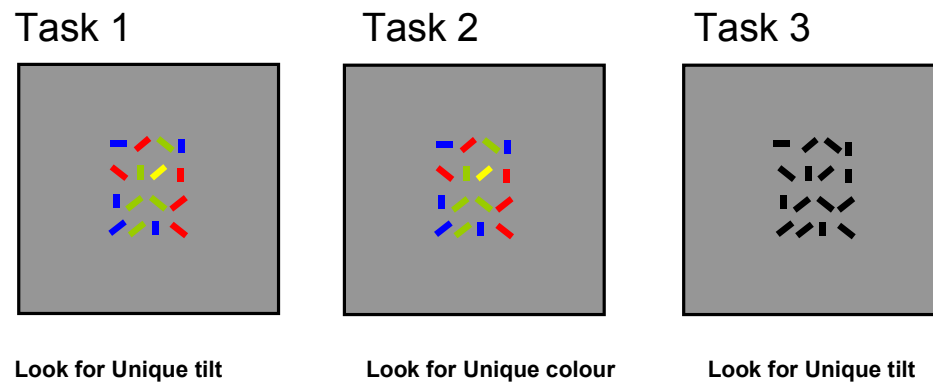 Task 1
Task 2
Task 3
Look for Unique tilt
Look for Unique colour
Look for Unique tilt